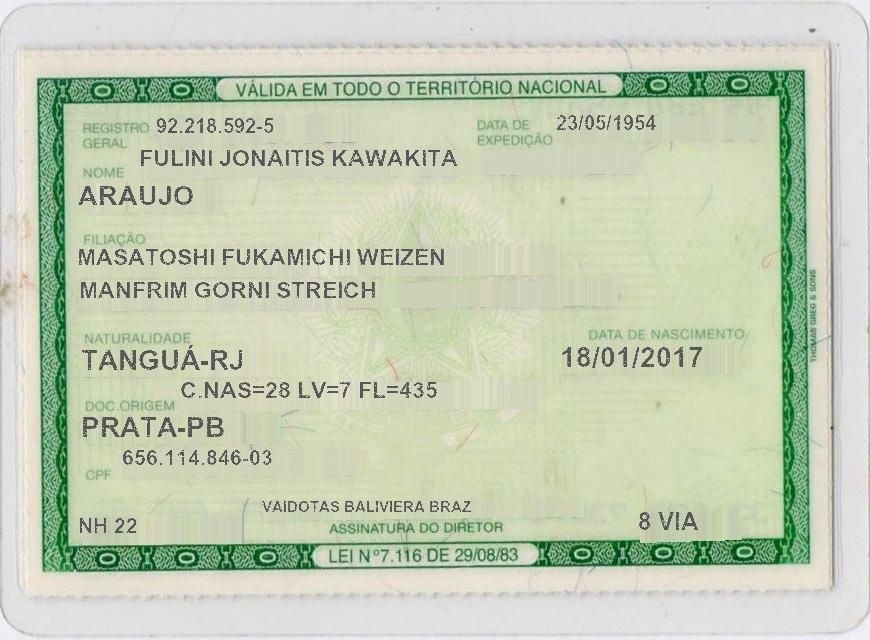 VÁLIDA EM TODO O TERRITÓRIO NACIONAL
REGISTRO GERAL 92.218.592-5 DATA DE EXPEDIÇÃO 23/05/1954
NOME FULINI JONAITIS KAWAKITA
ARAUJO
FILIAÇÃO
MASATOSHI FUKAMICHI WEIZEN
MANFRIM GORNI STREICH
NATURALIDADE DATA DE NASCIMENTO
TANGUÁ-RJ 18/01/2017
C.NAS=28 LV=7 FL=435
DOC.ORIGEM
PRATA-PB
656.114.846-03
CPF
VAIDOTAS BALIVIERA BRAZ
NH 22 ASSINATURA DO DIRETOR 8 VIA
LEI Nº7.116 DE 29/08/83
THOMAS GREG & SONS